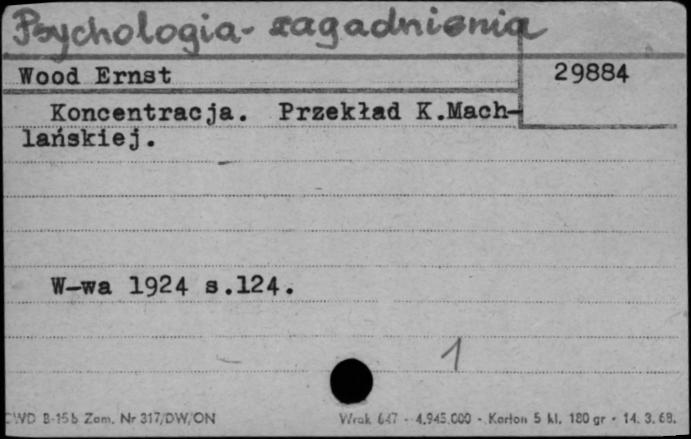 Psychologia - zagadnienia
Wood Ernst
29884
Koncentracja. Przekład K.Mach-
lańskiej.
W-wa 1924 s.124.
1
CWD B-15b Zam. Nr 317/DW/ON
Wrak 647 - 4.945.000 - Karton 5 kl. 180 gr - 14. 3. 68.